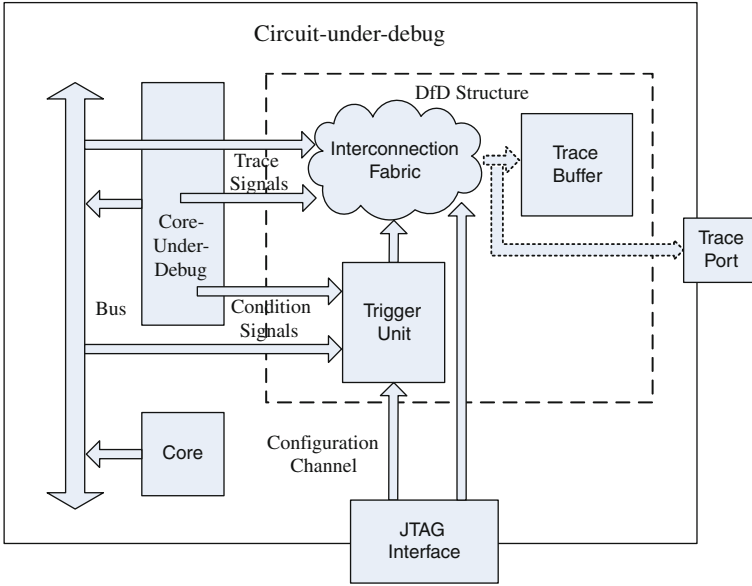 Circuit-under-debug
DfD Structure
Interconnection
Fabric
Trace
Buffer
Trace
Signals
Core-
Under-
Debug
Trace
Port
Bus
Condition
Signals
Trigger
Unit
Core
Configuration
Channel
JTAG
Interface